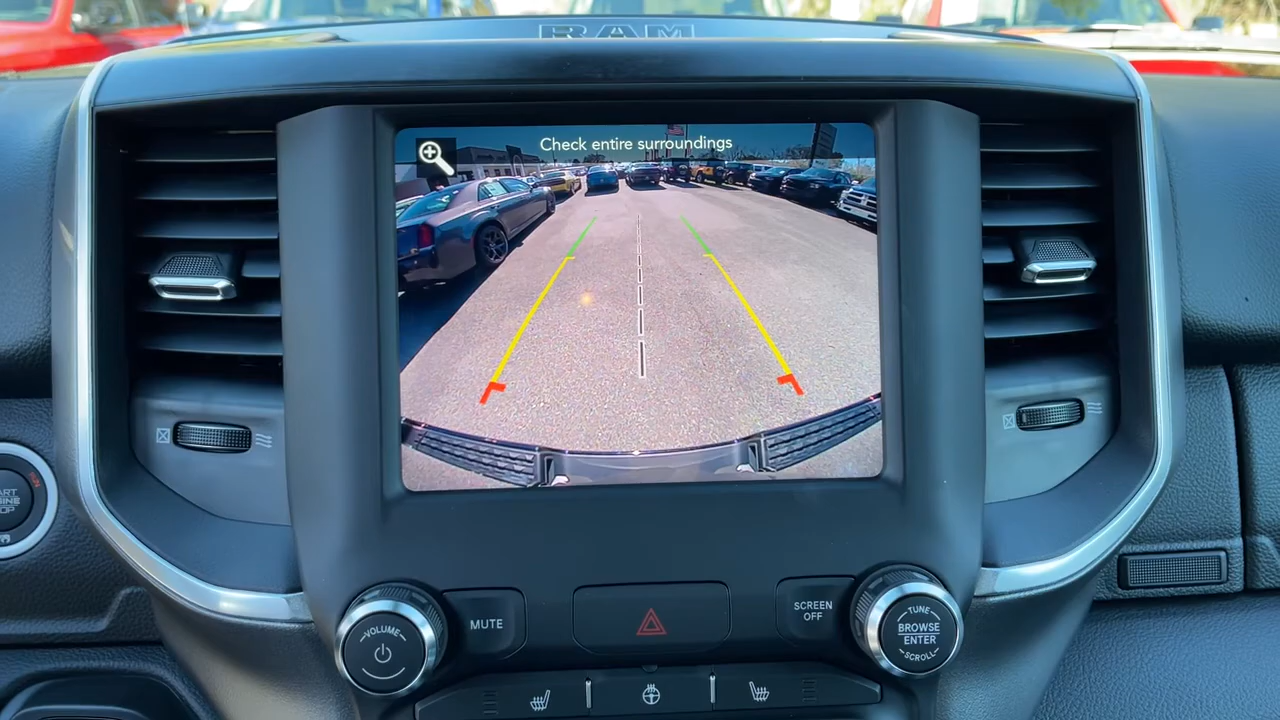 RAM
Check entire surroundings
MUTE
SCREEN
OFF
VOLUME
TUNE
BROWSE
ENTER
SCROLL